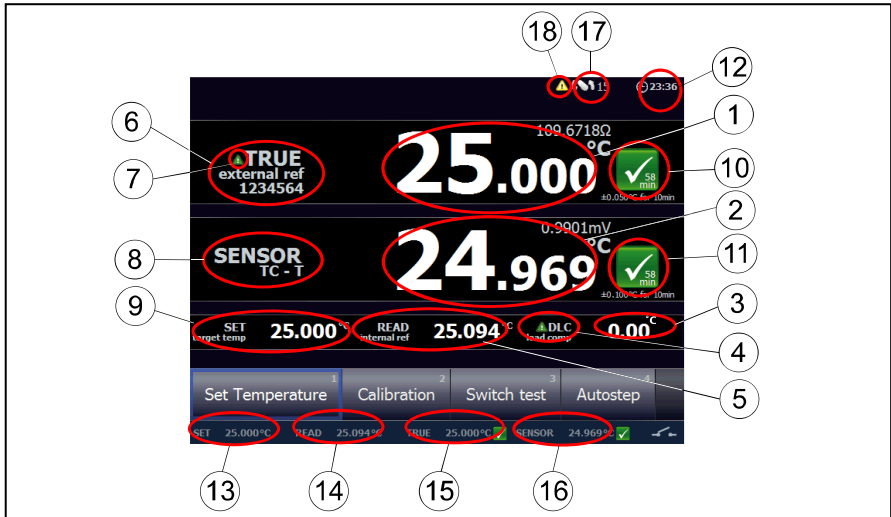 18
17
12
15
23:36
1
6
109.6718Ω
TRUE
25.000
°C
7
external ref
1234564
58
min
10
±0.050°C for 10min
2
0.9901mV
8
SENSOR
TC - T
24.969
°C
58
min
11
±0.100°C for 10min
9
3
SET
target temp
25.000
°C
READ
internal ref
25.094
°C
DLC
load comp
0.00
°C
4
5
Set Temperature 1
Calibration 2
Switch test 3
Autostep 4
SET 25.000°C READ 25.094°C TRUE 25.000°C SENSOR 24.969°C
13
14
15
16